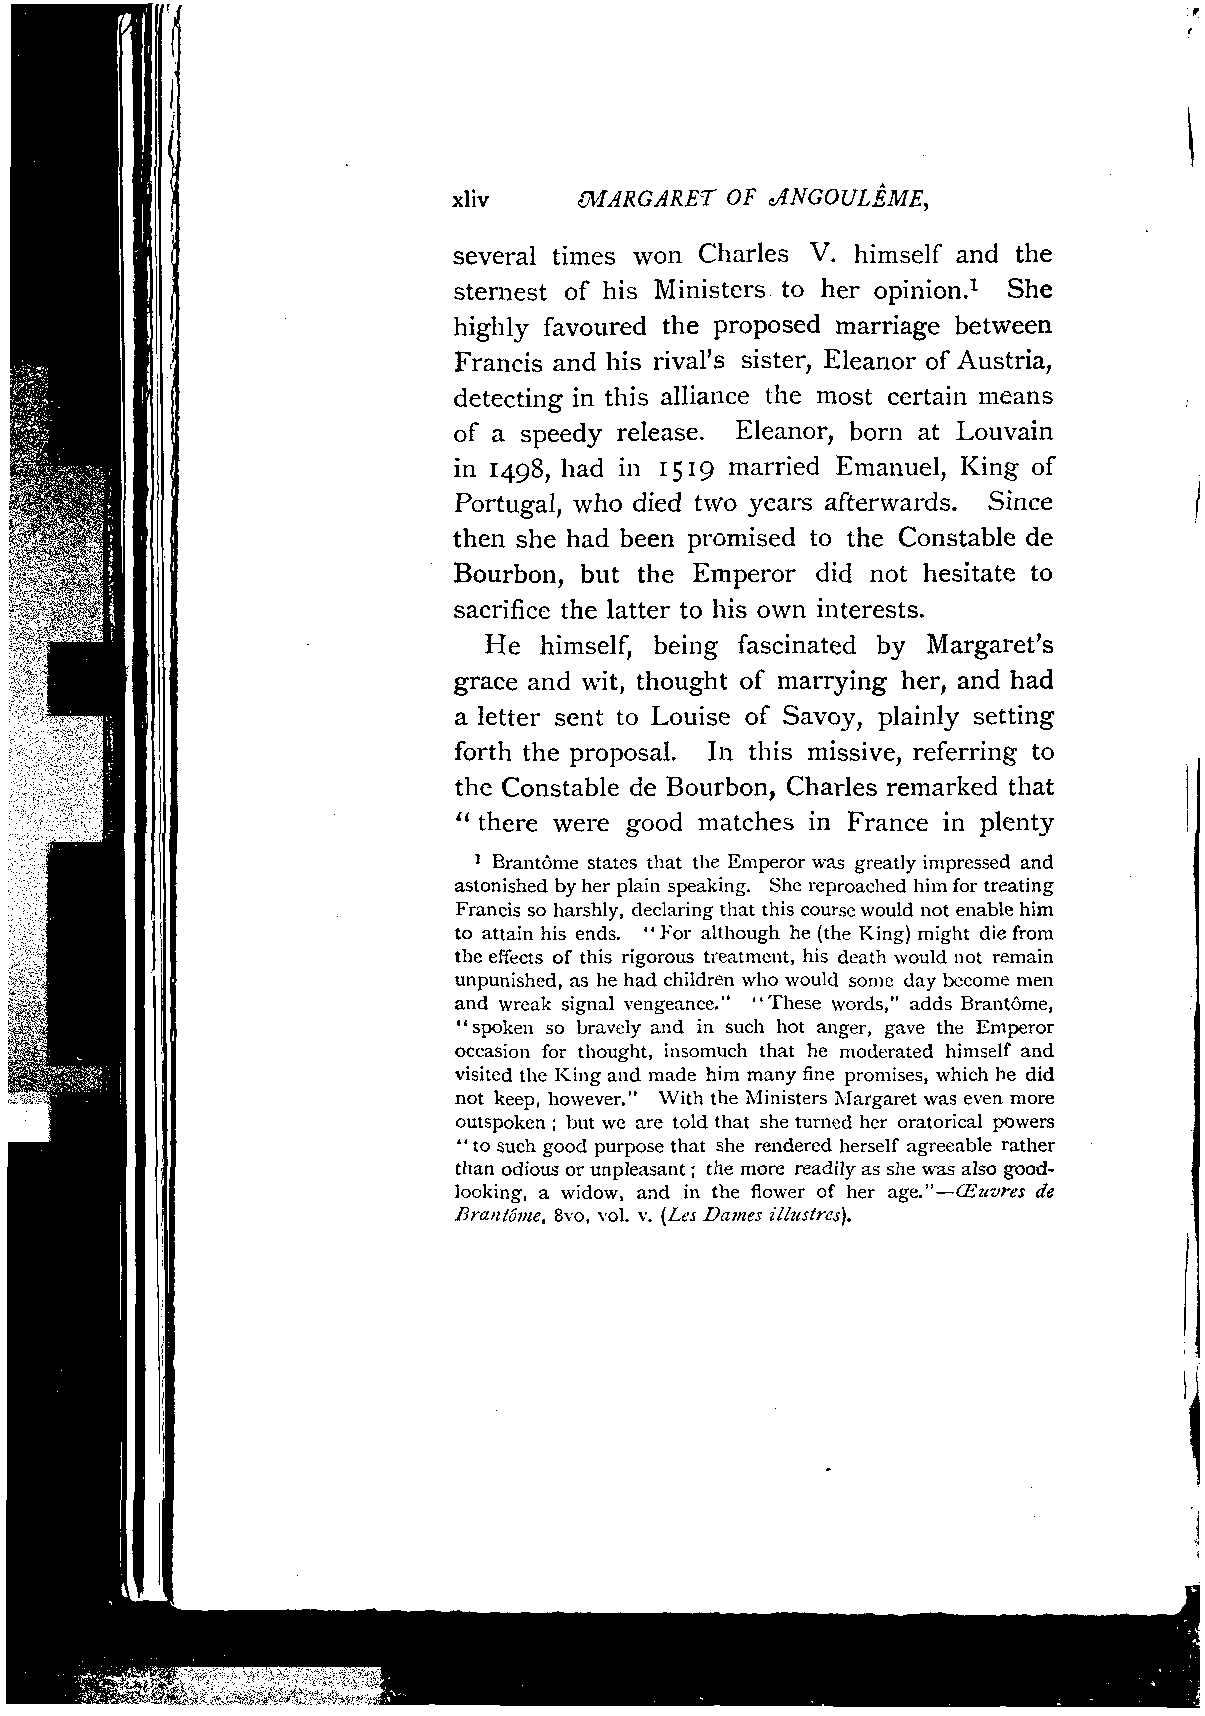 xliv MARGARET OF ANGOULÊME,
several times won Charles V. himself and the
sternest of his Ministers to her opinion.¹ She
highly favoured the proposed marriage between
Francis and his rival's sister, Eleanor of Austria,
detecting in this alliance the most certain means
of a speedy release. Eleanor, born at Louvain
in 1498, had in 1519 married Emanuel, King of
Portugal, who died two years afterwards. Since
then she had been promised to the Constable de
Bourbon, but the Emperor did not hesitate to
sacrifice the latter to his own interests.
He himself, being fascinated by Margaret's
grace and wit, thought of marrying her, and had
a letter sent to Louise of Savoy, plainly setting
forth the proposal. In this missive, referring to
the Constable de Bourbon, Charles remarked that
“ there were good matches in France in plenty
¹ Brantôme states that the Emperor was greatly impressed and
astonished by her plain speaking. She reproached him for treating
Francis so harshly, declaring that this course would not enable him
to attain his ends. “For although he (the King) might die from
the effects of this rigorous treatment, his death would not remain
unpunished, as he had children who would some day become men
and wreak signal vengeance.” “These words,” adds Brantôme,
“spoken so bravely and in such hot anger, gave the Emperor
occasion for thought, insomuch that he moderated himself and
visited the King and made him many fine promises, which he did
not keep, however.” With the Ministers Margaret was even more
outspoken ; but we are told that she turned her oratorical powers
“to such good purpose that she rendered herself agreeable rather
than odious or unpleasant ; the more readily as she was also good-
looking, a widow, and in the flower of her age.”—Œuvres de
Brantôme, 8vo, vol. v. (Les Dames illustres).